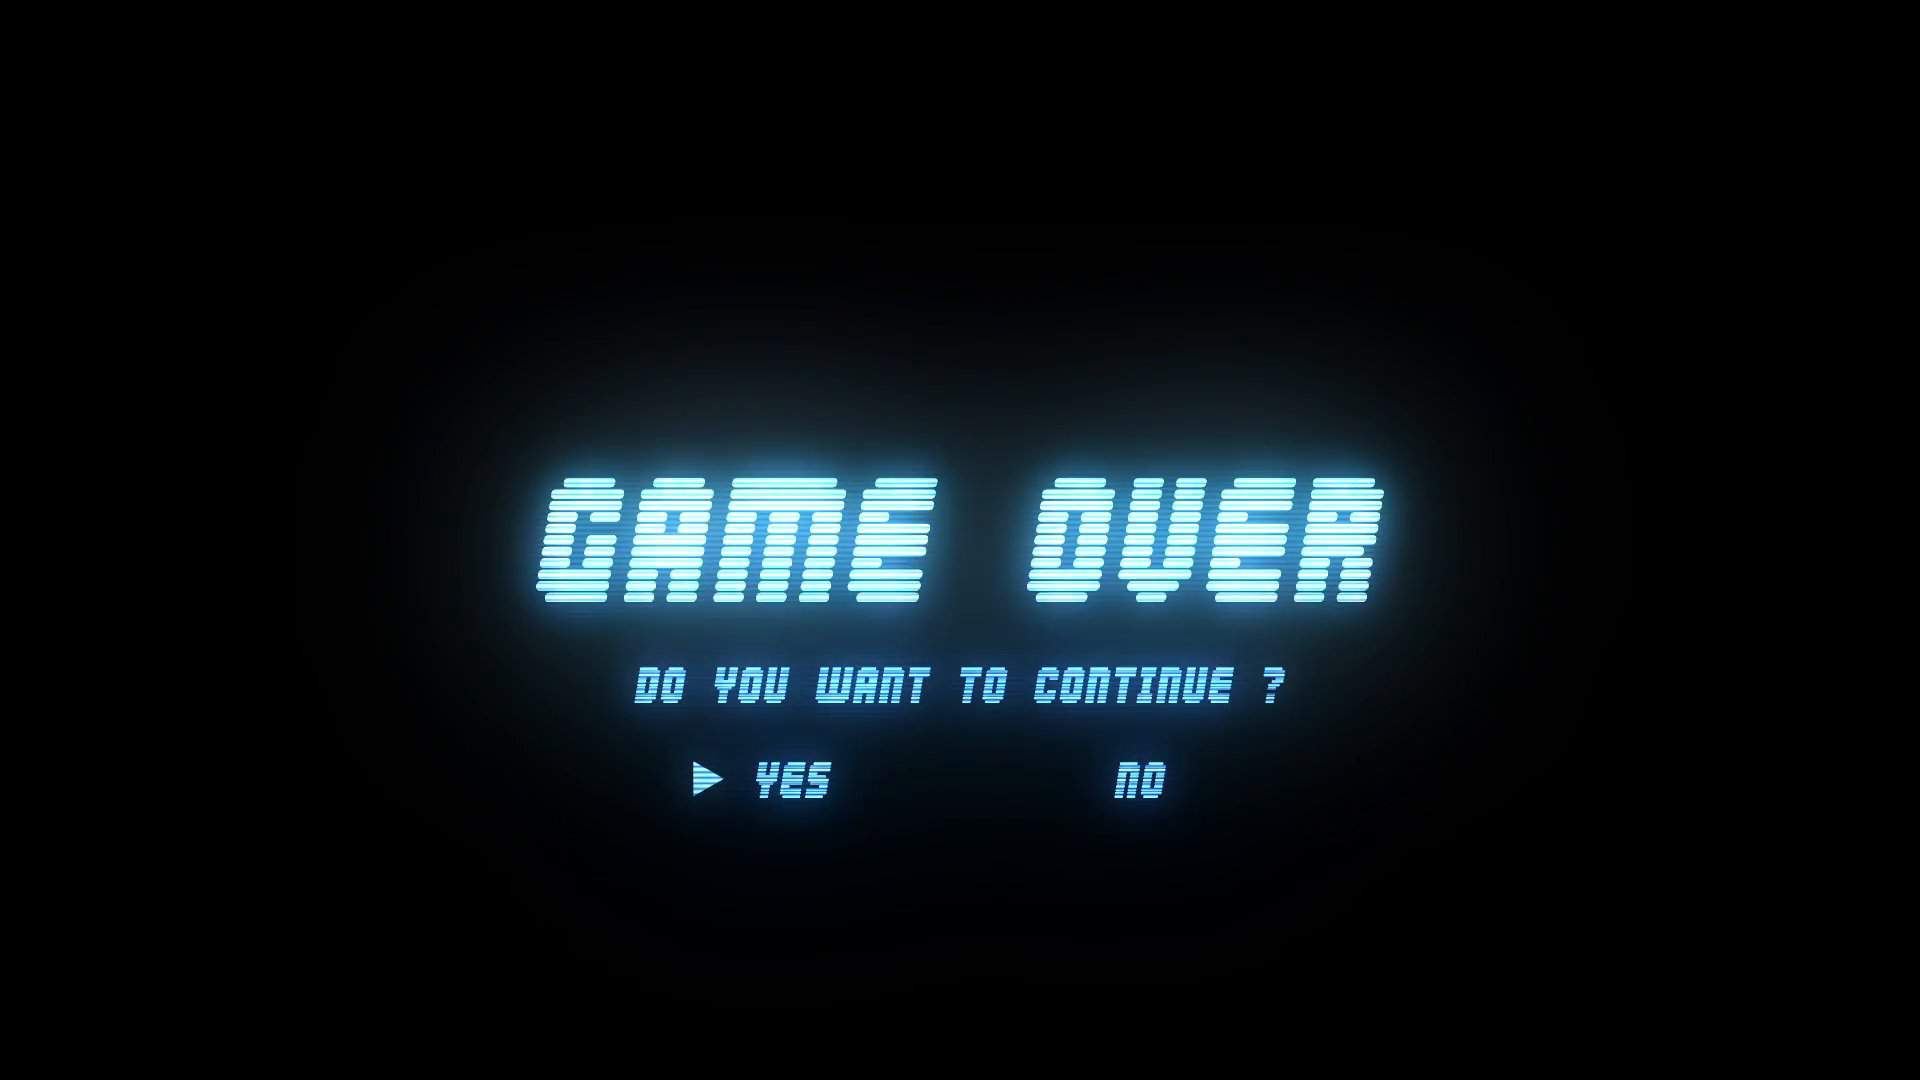 GAME OVER
DO YOU WANT TO CONTINUE ?
▶ YES NO